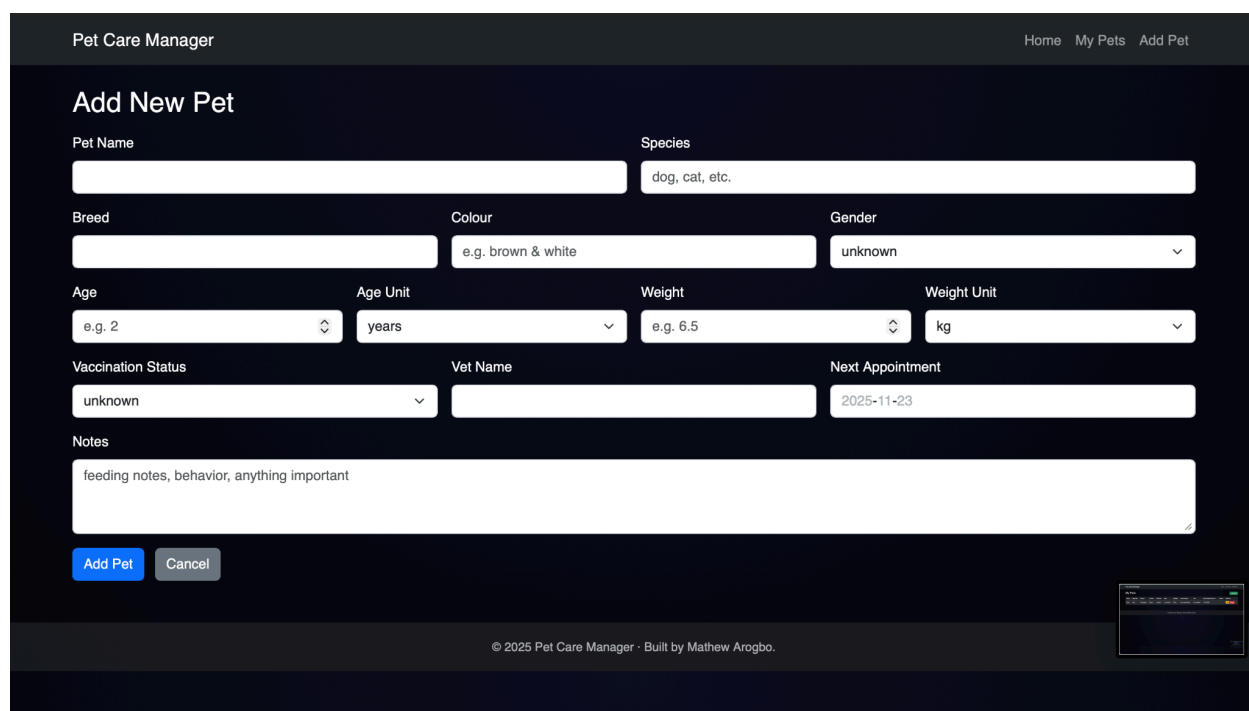 Pet Care Manager Home My Pets Add Pet
Add New Pet
Pet Name Species
dog, cat, etc.
Breed Colour Gender
e.g. brown & white unknown
Age Age Unit Weight Weight Unit
e.g. 2 years e.g. 6.5 kg
Vaccination Status Vet Name Next Appointment
unknown 2025-11-23
Notes
feeding notes, behavior, anything important
Add Pet Cancel
© 2025 Pet Care Manager · Built by Mathew Arogbo.